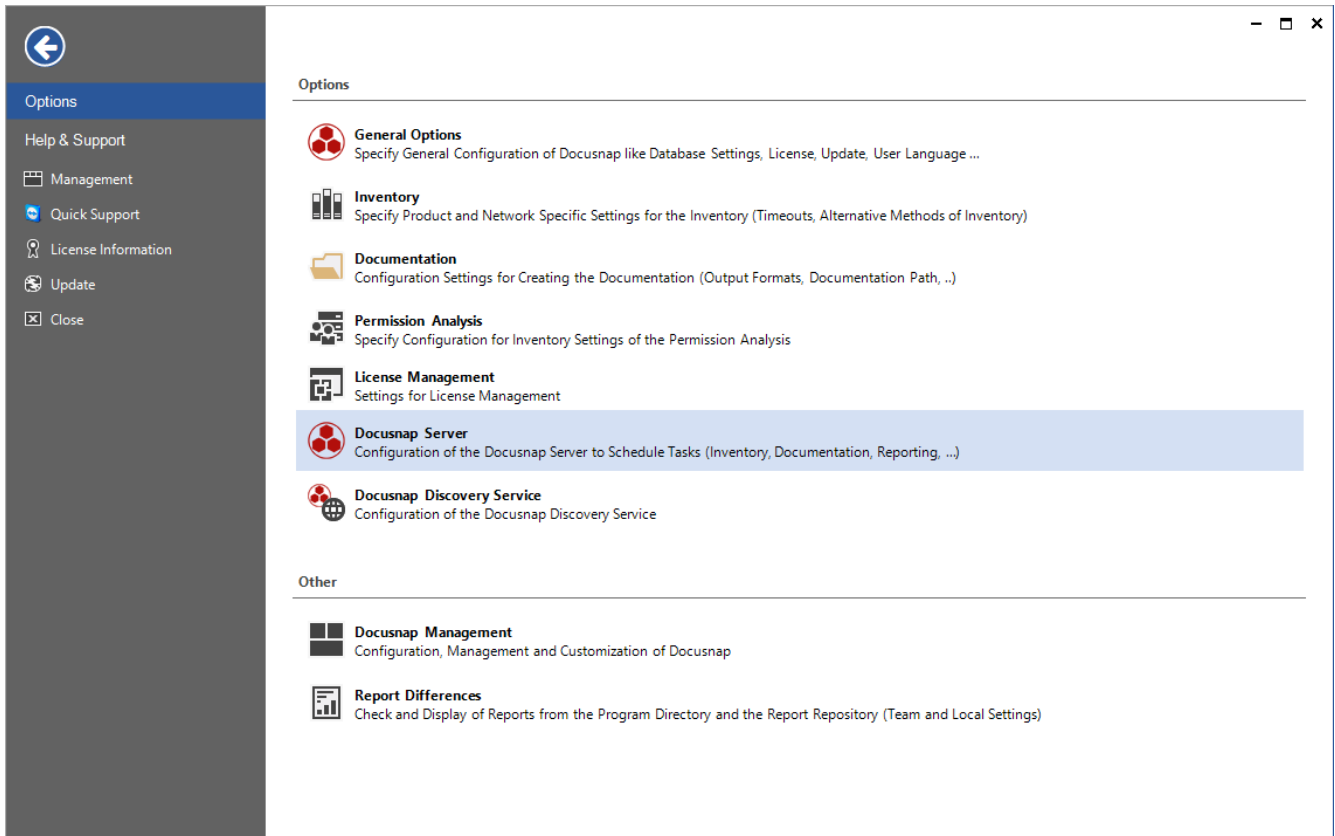 Options
Help & Support
Management
Quick Support
License Information
Update
Close
Options
General Options
Specify General Configuration of Docusnap like Database Settings, License, Update, User Language ...
Inventory
Specify Product and Network Specific Settings for the Inventory (Timeouts, Alternative Methods of Inventory)
Documentation
Configuration Settings for Creating the Documentation (Output Formats, Documentation Path, ..)
Permission Analysis
Specify Configuration for Inventory Settings of the Permission Analysis
License Management
Settings for License Management
Docusnap Server
Configuration of the Docusnap Server to Schedule Tasks (Inventory, Documentation, Reporting, ...)
Docusnap Discovery Service
Configuration of the Docusnap Discovery Service
Other
Docusnap Management
Configuration, Management and Customization of Docusnap
Report Differences
Check and Display of Reports from the Program Directory and the Report Repository (Team and Local Settings)